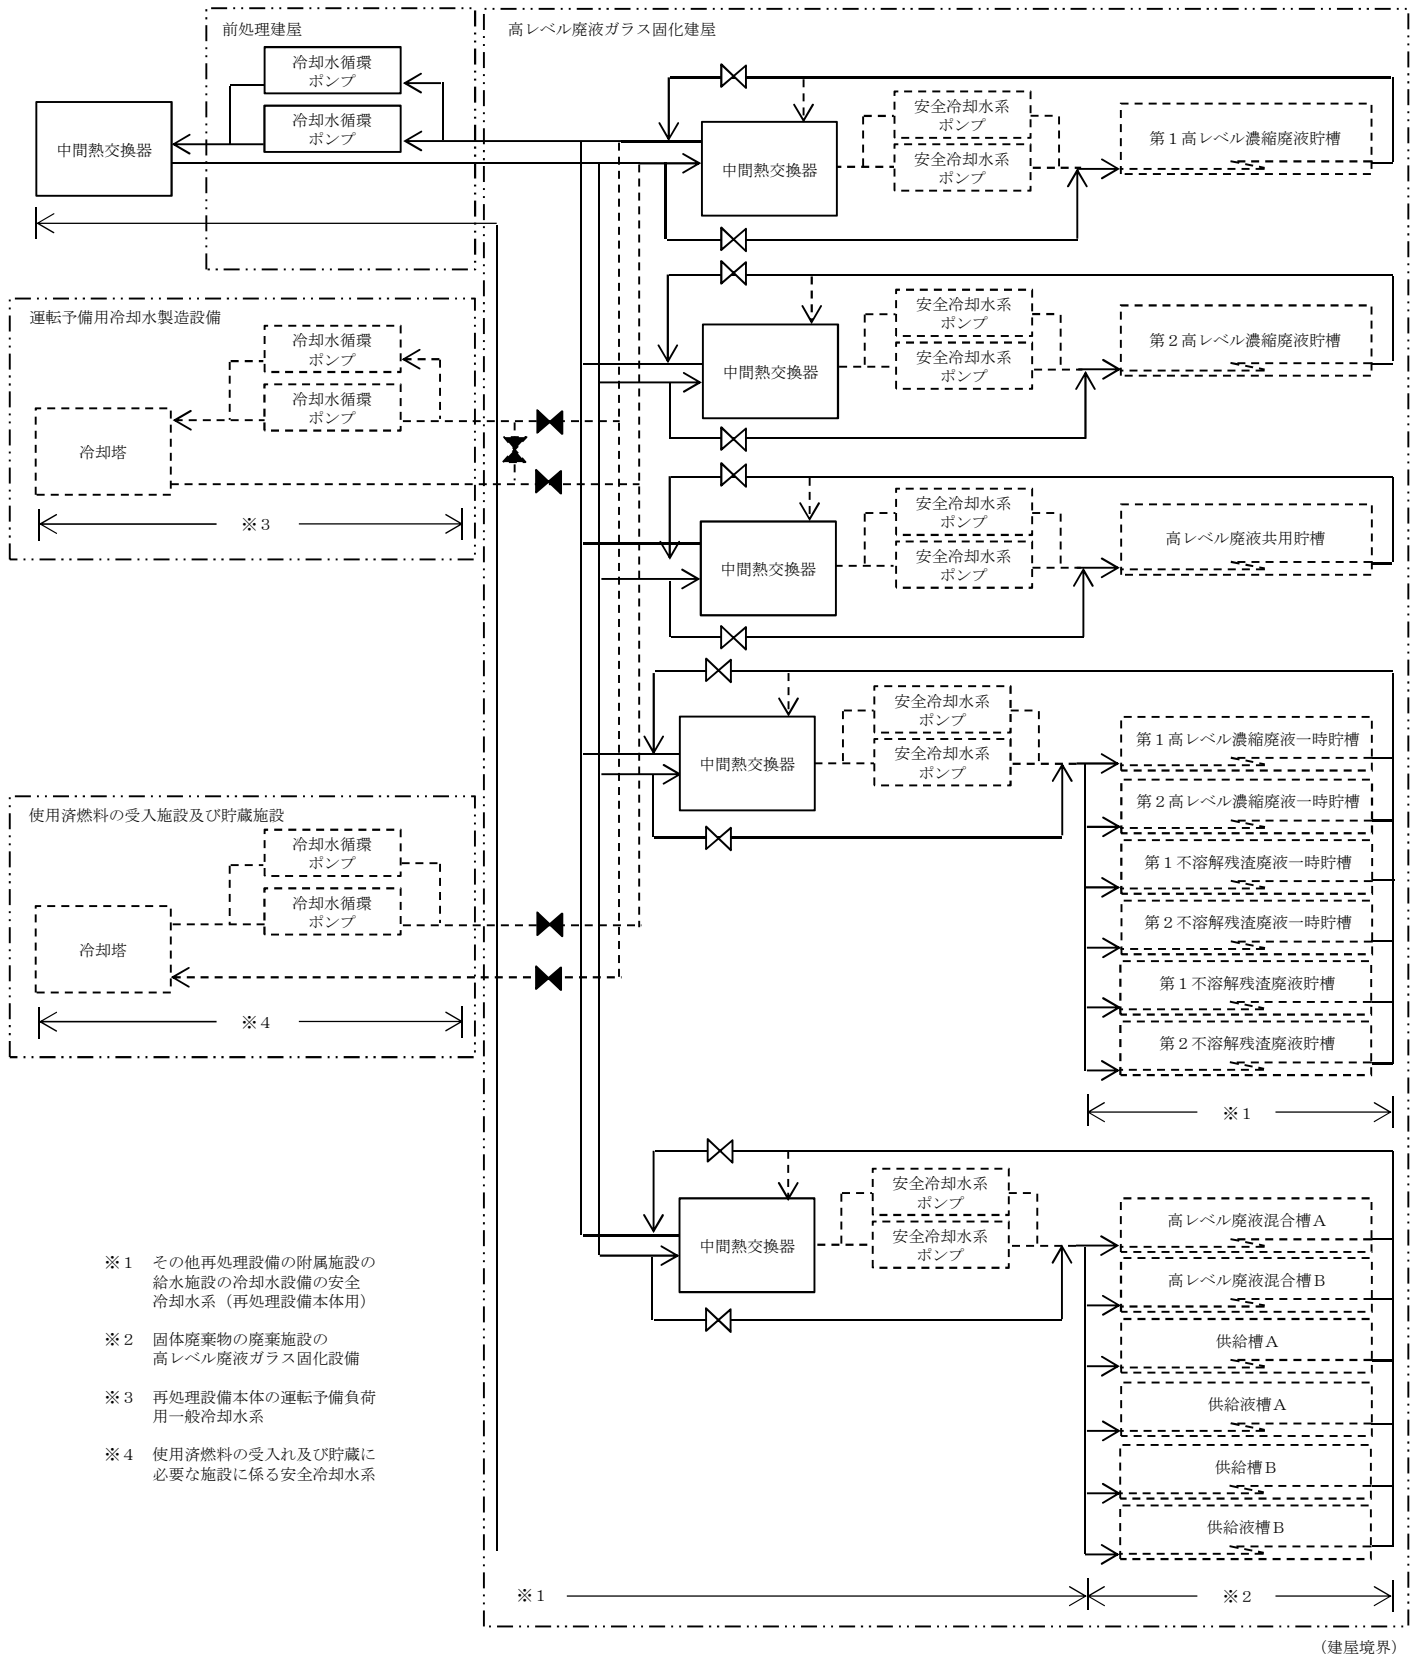 前処理建屋
冷却水循環
ポンプ
冷却水循環
ポンプ
中間熱交換器
運転予備用冷却水製造設備
冷却水循環
ポンプ
冷却水循環
ポンプ
冷却塔
※3
使用済燃料の受入施設及び貯蔵施設
冷却水循環
ポンプ
冷却水循環
ポンプ
冷却塔
※4
高レベル廃液ガラス固化建屋
中間熱交換器
安全冷却水系
ポンプ
安全冷却水系
ポンプ
第1高レベル濃縮廃液貯槽
中間熱交換器
安全冷却水系
ポンプ
安全冷却水系
ポンプ
第2高レベル濃縮廃液貯槽
中間熱交換器
安全冷却水系
ポンプ
安全冷却水系
ポンプ
高レベル廃液共用貯槽
中間熱交換器
安全冷却水系
ポンプ
安全冷却水系
ポンプ
第1高レベル濃縮廃液一時貯槽
第2高レベル濃縮廃液一時貯槽
第1不溶解残渣廃液一時貯槽
第2不溶解残渣廃液一時貯槽
第1不溶解残渣廃液貯槽
第2不溶解残渣廃液貯槽
※1
中間熱交換器
安全冷却水系
ポンプ
安全冷却水系
ポンプ
高レベル廃液混合槽A
高レベル廃液混合槽B
供給槽A
供給液槽A
供給槽B
供給液槽B
※1
※2
※1 その他再処理設備の附属施設の
給水施設の冷却水設備の安全
冷却水系（再処理設備本体用）
※2 固体廃棄物の廃棄施設の
高レベル廃液ガラス固化設備
※3 再処理設備本体の運転予備負荷
用一般冷却水系
※4 使用済燃料の受入れ及び貯蔵に
必要な施設に係る安全冷却水系
（建屋境界）